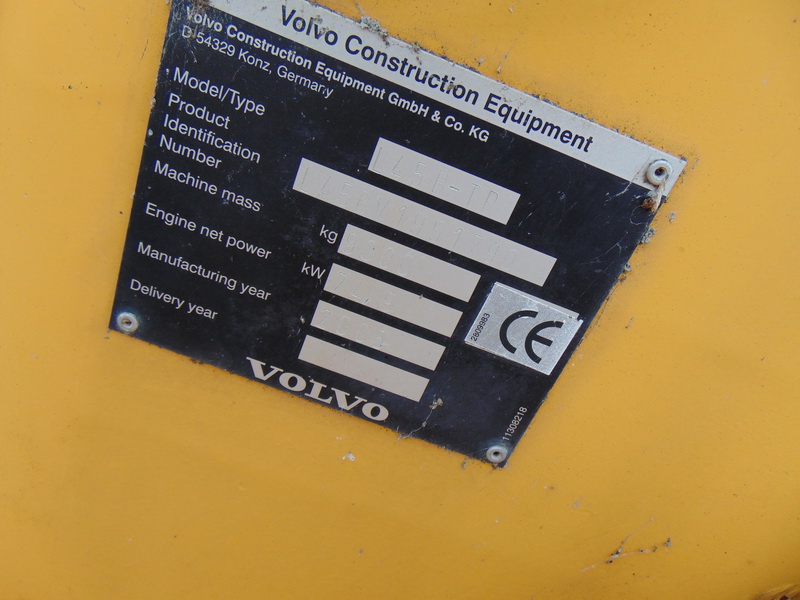 Volvo Construction Equipment
Volvo Construction Equipment GmbH & Co. KG
D 54329 Konz, Germany
Model/Type
Product
Identification
Number
Machine mass
kg
Engine net power
kW
Manufacturing year
Delivery year
CE
2809983
VOLVO
11308218